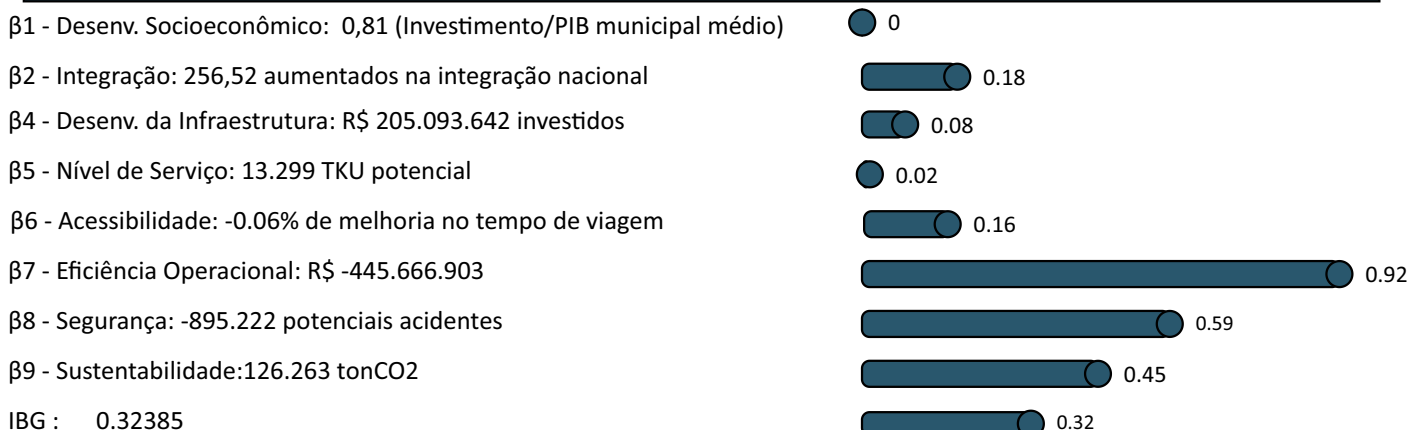 β1 - Desenv. Socioeconômico: 0,81 (Investimento/PIB municipal médio) 0
β2 - Integração: 256,52 aumentados na integração nacional 0.18
β4 - Desenv. da Infraestrutura: R$ 205.093.642 investidos 0.08
β5 - Nível de Serviço: 13.299 TKU potencial 0.02
β6 - Acessibilidade: -0.06% de melhoria no tempo de viagem 0.16
β7 - Eficiência Operacional: R$ -445.666.903 0.92
β8 - Segurança: -895.222 potenciais acidentes 0.59
β9 - Sustentabilidade:126.263 tonCO2 0.45
IBG : 0.32385 0.32